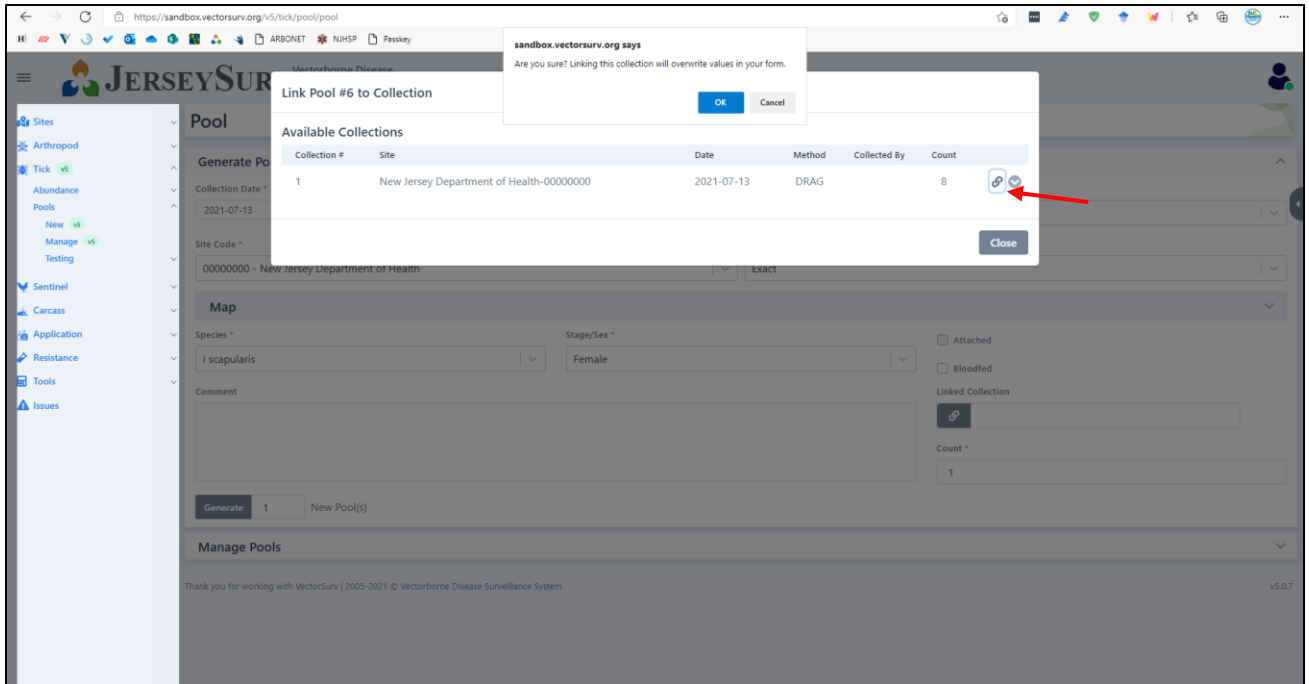 https://sandbox.vectorsurv.org/v5/tick/pool/pool
ARBONET NJHSP Passkey
sandbox.vectorsurv.org says
Are you sure? Linking this collection will overwrite values in your form.
OK Cancel
JERSEYSUR
Vectorborne Disease
Link Pool #6 to Collection
Available Collections
Collection # Site Date Method Collected By Count
1 New Jersey Department of Health-00000000 2021-07-13 DRAG 8
Close
Sites
Arthropod
Tick v5
Abundance
Pools
New v5
Manage v5
Testing
Sentinel
Carcass
Application
Resistance
Tools
Issues
Pool
Generate Po
Collection Date *
2021-07-13
Site Code *
00000000 - New Jersey Department of Health
Exact
Map
Species * Stage/Sex *
I scapularis Female
Attached
Bloodfed
Comment
Linked Collection
Count *
1
Generate 1 New Pool(s)
Manage Pools
Thank you for working with VectorSurv | 2005-2021 © Vectorborne Disease Surveillance System v5.0.7